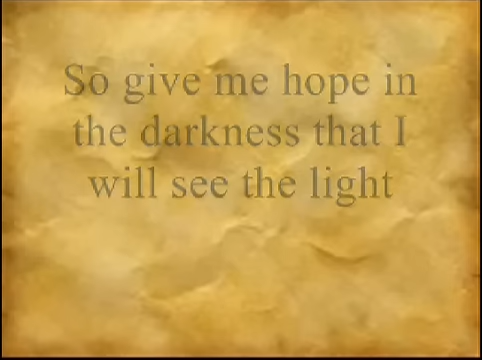 So give me hope in
the darkness that I
will see the light